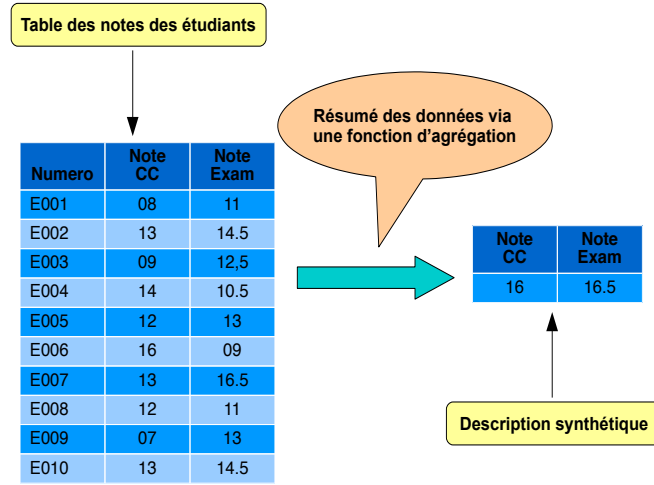 Table des notes des étudiants
Résumé des données via
une fonction d'agrégation
Numero Note CC Note Exam
E001 08 11
E002 13 14.5
E003 09 12,5
E004 14 10.5
E005 12 13
E006 16 09
E007 13 16.5
E008 12 11
E009 07 13
E010 13 14.5
Note CC Note Exam
16 16.5
Description synthétique